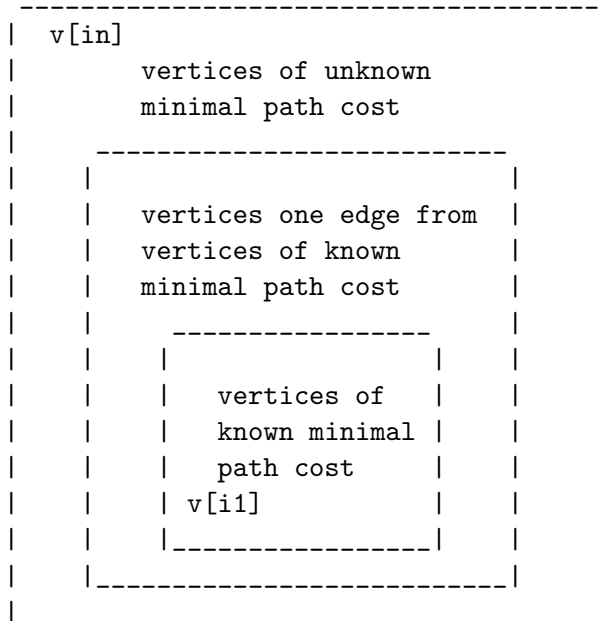 v[in]
vertices of unknown
minimal path cost
vertices one edge from
vertices of known
minimal path cost
vertices of
known minimal
path cost
v[i1]